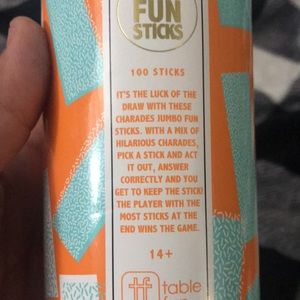 FUN
STICKS
100 STICKS
IT'S THE LUCK OF THE
DRAW WITH THESE
CHARADES JUMBO FUN
STICKS. WITH A MIX OF
HILARIOUS CHARADES,
PICK A STICK AND ACT
IT OUT, ANSWER
CORRECTLY AND YOU
GET TO KEEP THE STICK!
THE PLAYER WITH THE
MOST STICKS AT THE
END WINS THE GAME.
14+
tf table